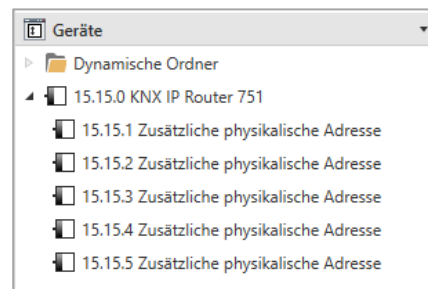 Geräte
Dynamische Ordner
15.15.0 KNX IP Router 751
15.15.1 Zusätzliche physikalische Adresse
15.15.2 Zusätzliche physikalische Adresse
15.15.3 Zusätzliche physikalische Adresse
15.15.4 Zusätzliche physikalische Adresse
15.15.5 Zusätzliche physikalische Adresse